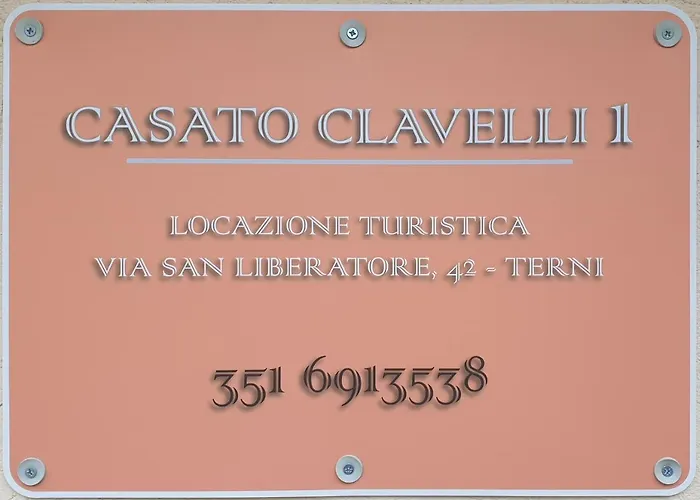 CASATO CLAVELLI 1
LOCAZIONE TURISTICA
VIA SAN LIBERATORE, 42 - TERNI
351 6913538